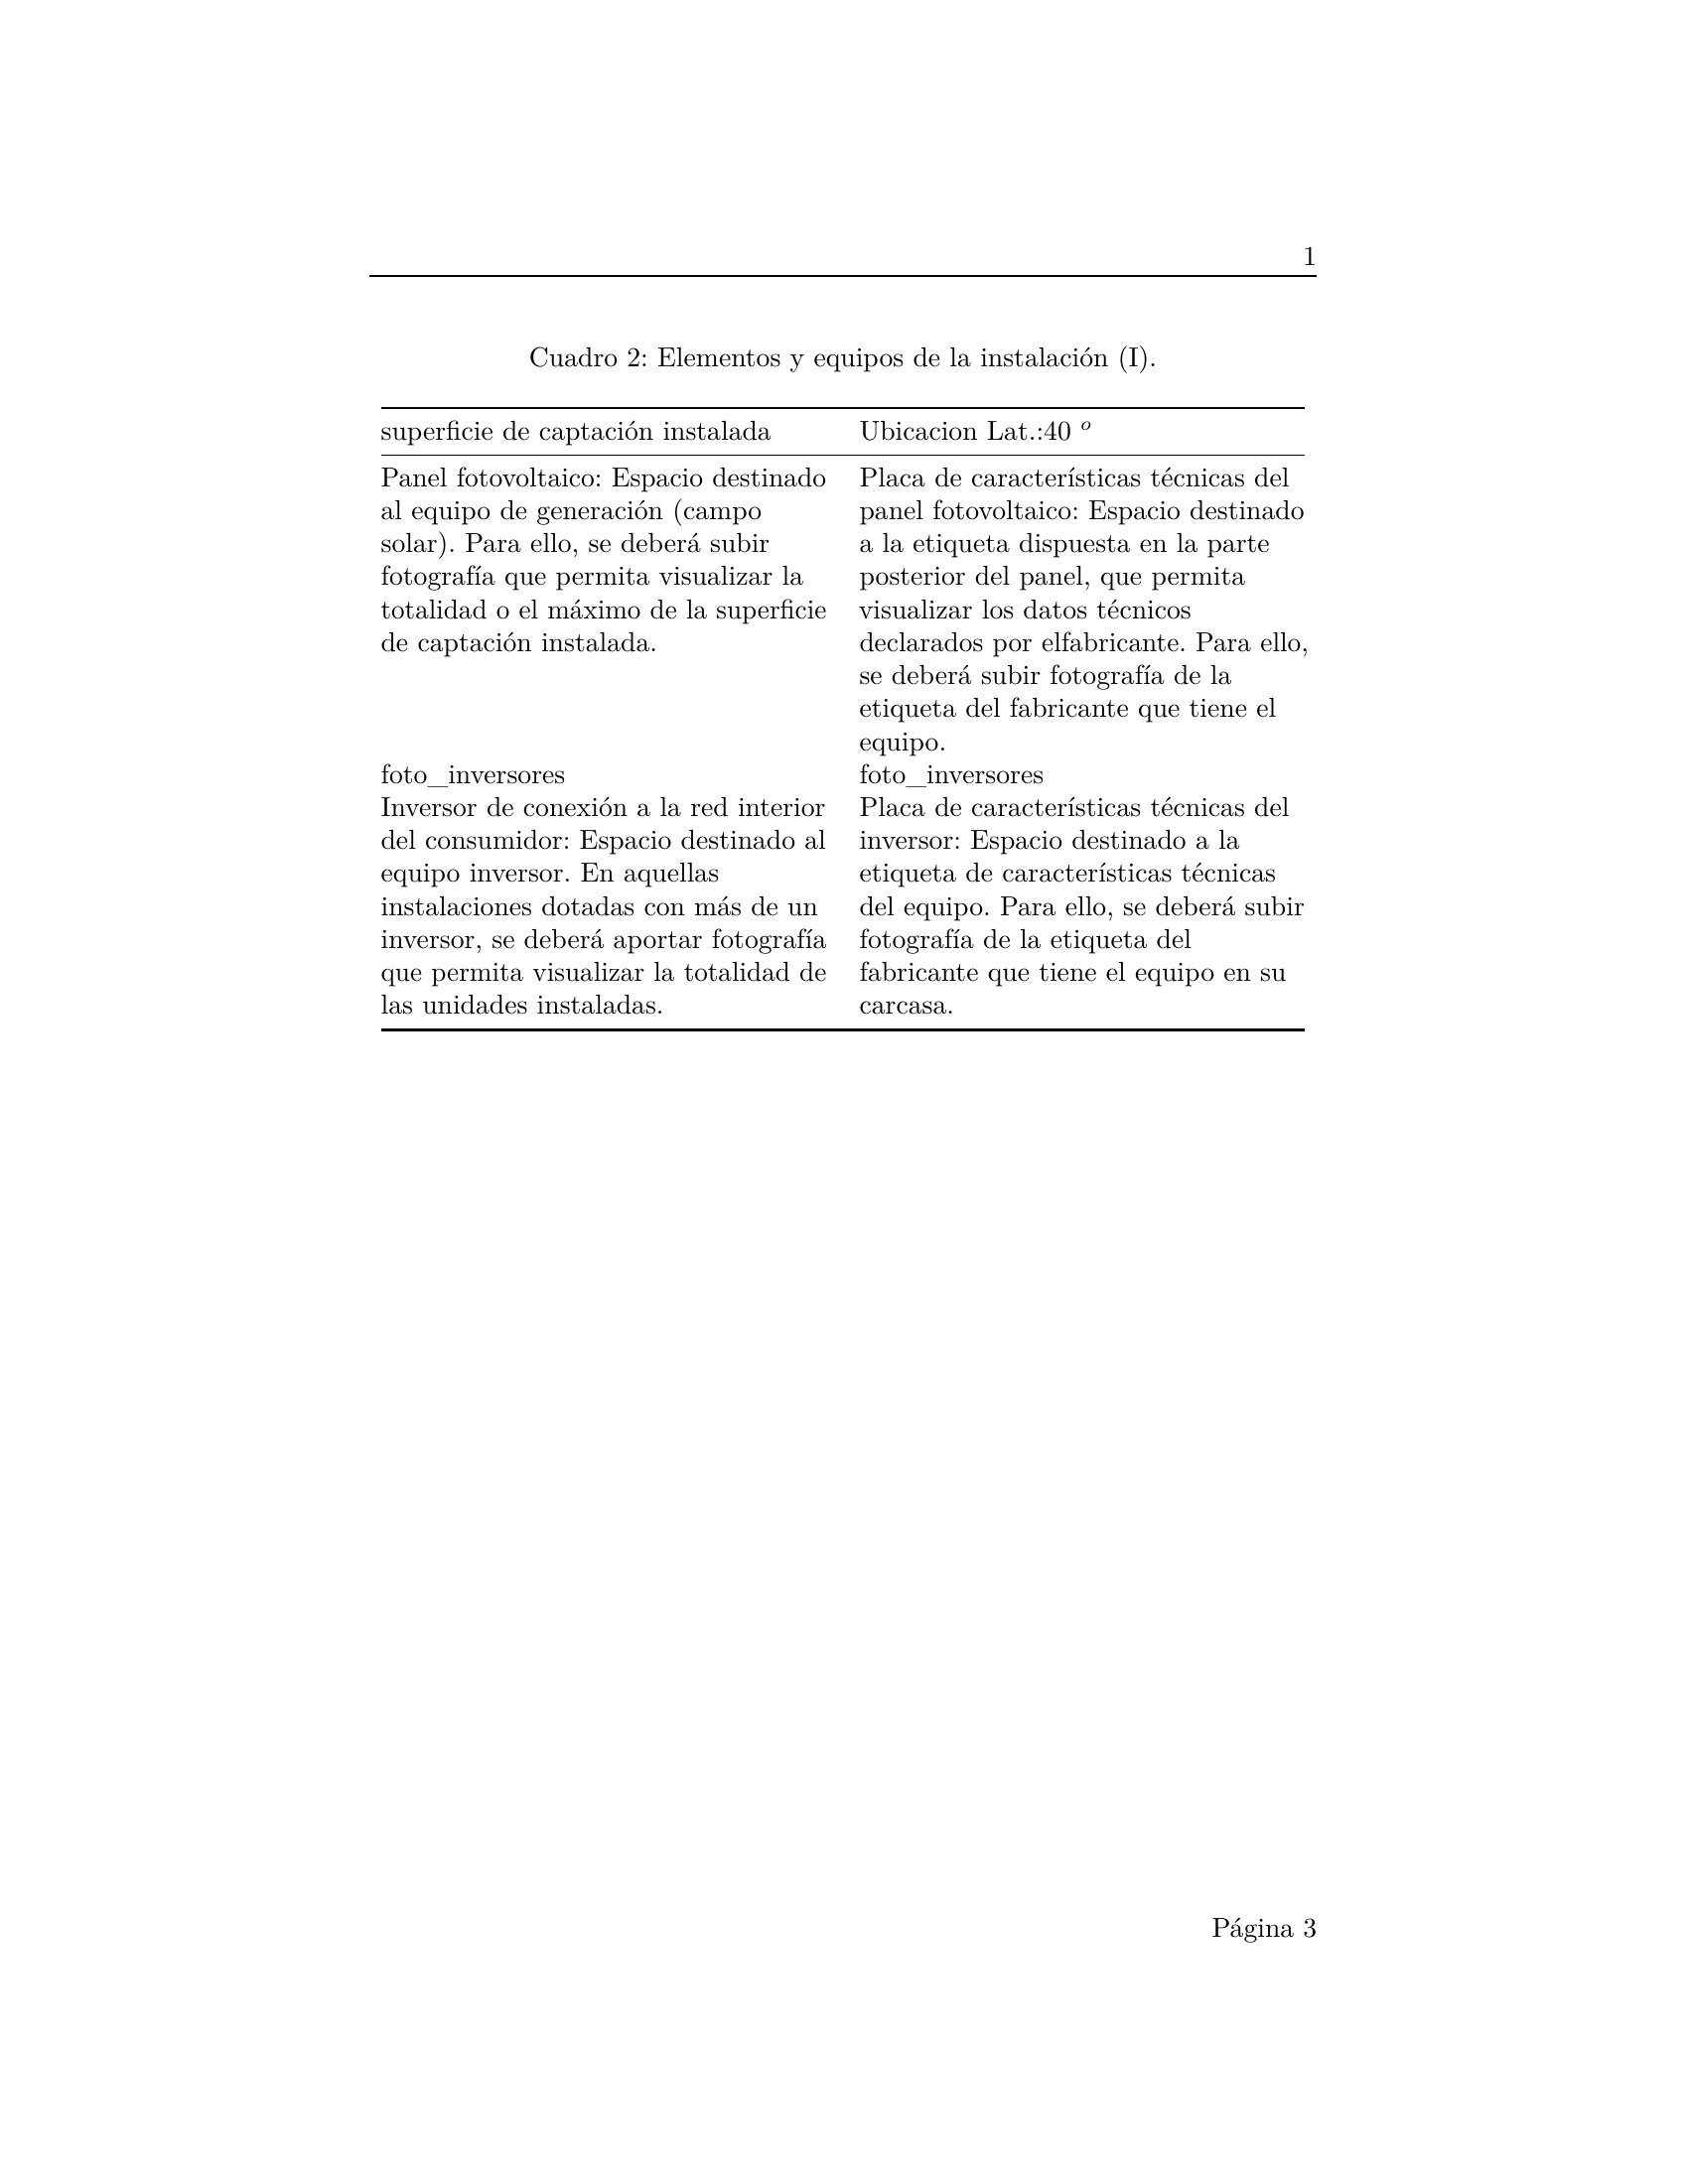 1
Cuadro 2: Elementos y equipos de la instalación (I).
superficie de captación instalada
Ubicacion Lat.:40 º
Panel fotovoltaico: Espacio destinado
al equipo de generación (campo
solar). Para ello, se deberá subir
fotografía que permita visualizar la
totalidad o el máximo de la superficie
de captación instalada.
Placa de características técnicas del
panel fotovoltaico: Espacio destinado
a la etiqueta dispuesta en la parte
posterior del panel, que permita
visualizar los datos técnicos
declarados por elfabricante. Para ello,
se deberá subir fotografía de la
etiqueta del fabricante que tiene el
equipo.
foto_inversores
foto_inversores
Inversor de conexión a la red interior
del consumidor: Espacio destinado al
equipo inversor. En aquellas
instalaciones dotadas con más de un
inversor, se deberá aportar fotografía
que permita visualizar la totalidad de
las unidades instaladas.
Placa de características técnicas del
inversor: Espacio destinado a la
etiqueta de características técnicas
del equipo. Para ello, se deberá subir
fotografía de la etiqueta del
fabricante que tiene el equipo en su
carcasa.
Página 3